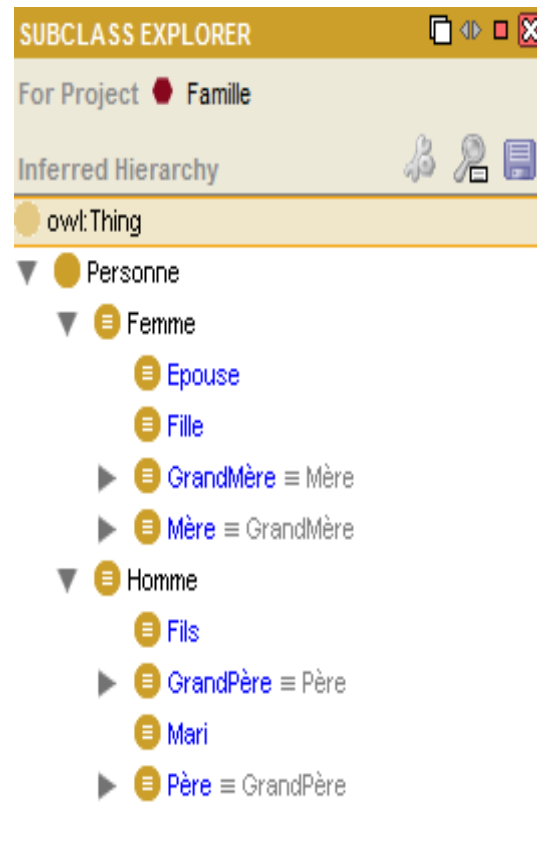 SUBCLASS EXPLORER
For Project Famille
Inferred Hierarchy
owl:Thing
Personne
Femme
Epouse
Fille
GrandMère ≡ Mère
Mère ≡ GrandMère
Homme
Fils
GrandPère ≡ Père
Mari
Père ≡ GrandPère